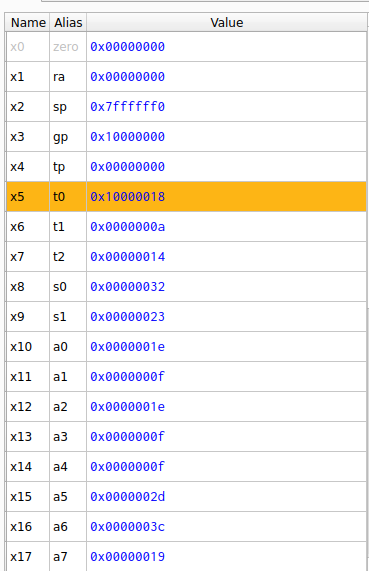 Name Alias Value
x0 zero 0x00000000
x1 ra 0x00000000
x2 sp 0x7ffffff0
x3 gp 0x10000000
x4 tp 0x00000000
x5 t0 0x10000018
x6 t1 0x0000000a
x7 t2 0x00000014
x8 s0 0x00000032
x9 s1 0x00000023
x10 a0 0x0000001e
x11 a1 0x0000000f
x12 a2 0x0000001e
x13 a3 0x0000000f
x14 a4 0x0000000f
x15 a5 0x0000002d
x16 a6 0x0000003c
x17 a7 0x00000019